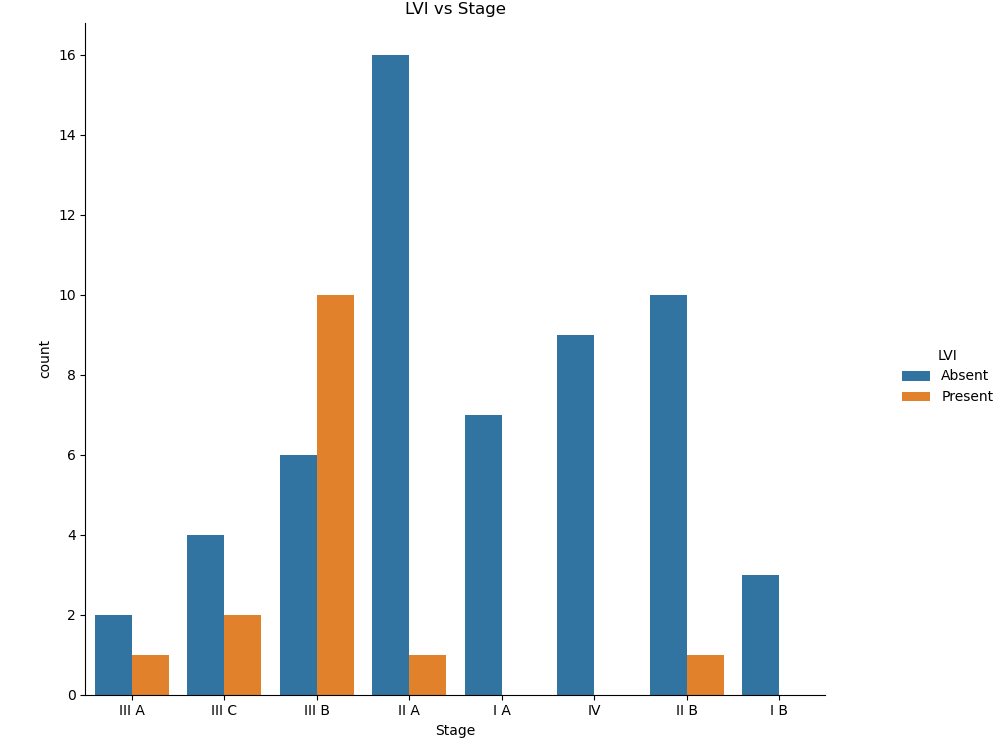 LVI vs Stage
16
14
12
10
8
6
4
2
0
count
III A III C III B II A I A IV II B I B
Stage
LVI
Absent
Present